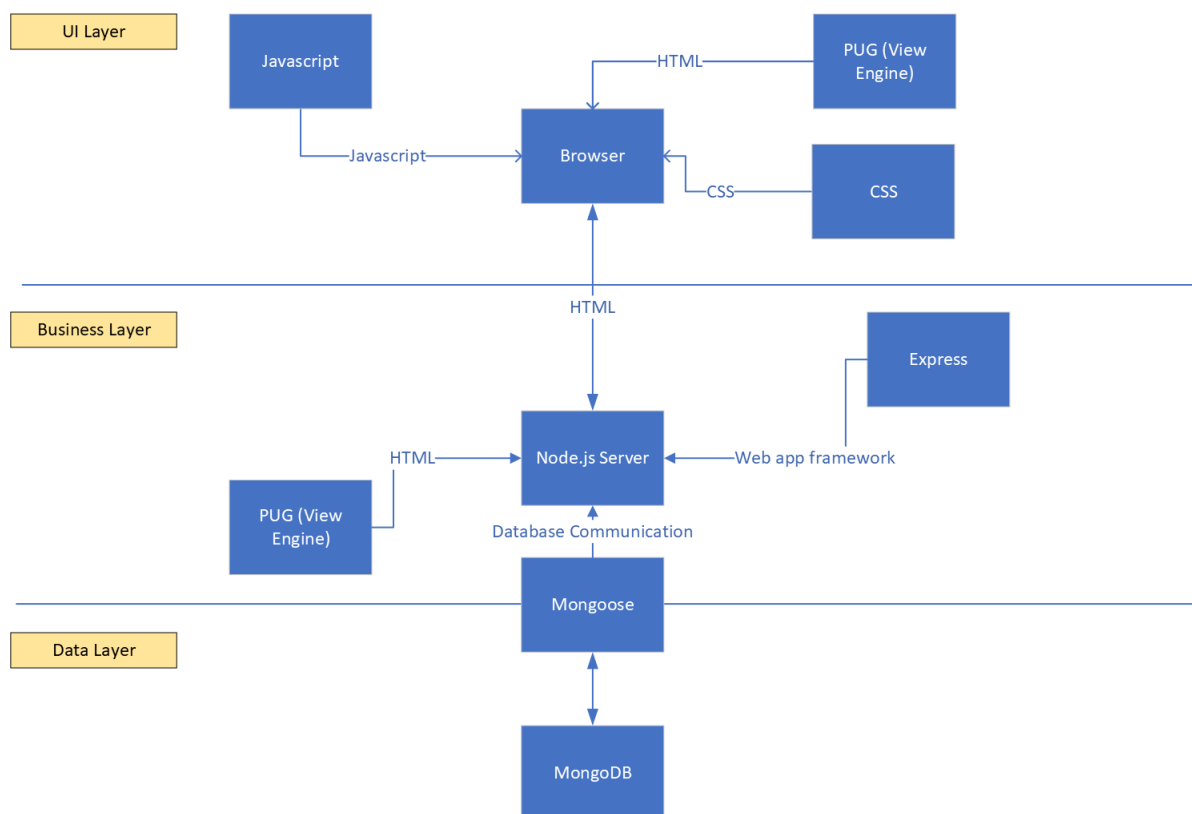 UI Layer
Javascript
HTML
PUG (View
Engine)
Browser
Javascript
CSS
CSS
HTML
Business Layer
Express
HTML
Node.js Server
Web app framework
PUG (View
Engine)
Database Communication
Mongoose
Data Layer
MongoDB